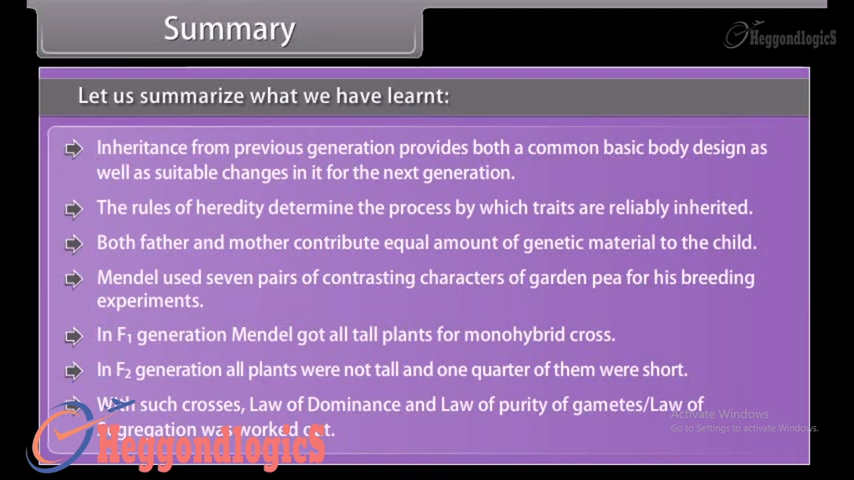 Summary
HeggondlogicS
Let us summarize what we have learnt:
Inheritance from previous generation provides both a common basic body design as
well as suitable changes in it for the next generation.
The rules of heredity determine the process by which traits are reliably inherited.
Both father and mother contribute equal amount of genetic material to the child.
Mendel used seven pairs of contrasting characters of garden pea for his breeding
experiments.
In F₁ generation Mendel got all tall plants for monohybrid cross.
In F₂ generation all plants were not tall and one quarter of them were short.
With such crosses, Law of Dominance and Law of purity of gametes/Law of
Segregation was worked out.
HeggondlogicS
Activate Windows
Go to Settings to activate Windows.